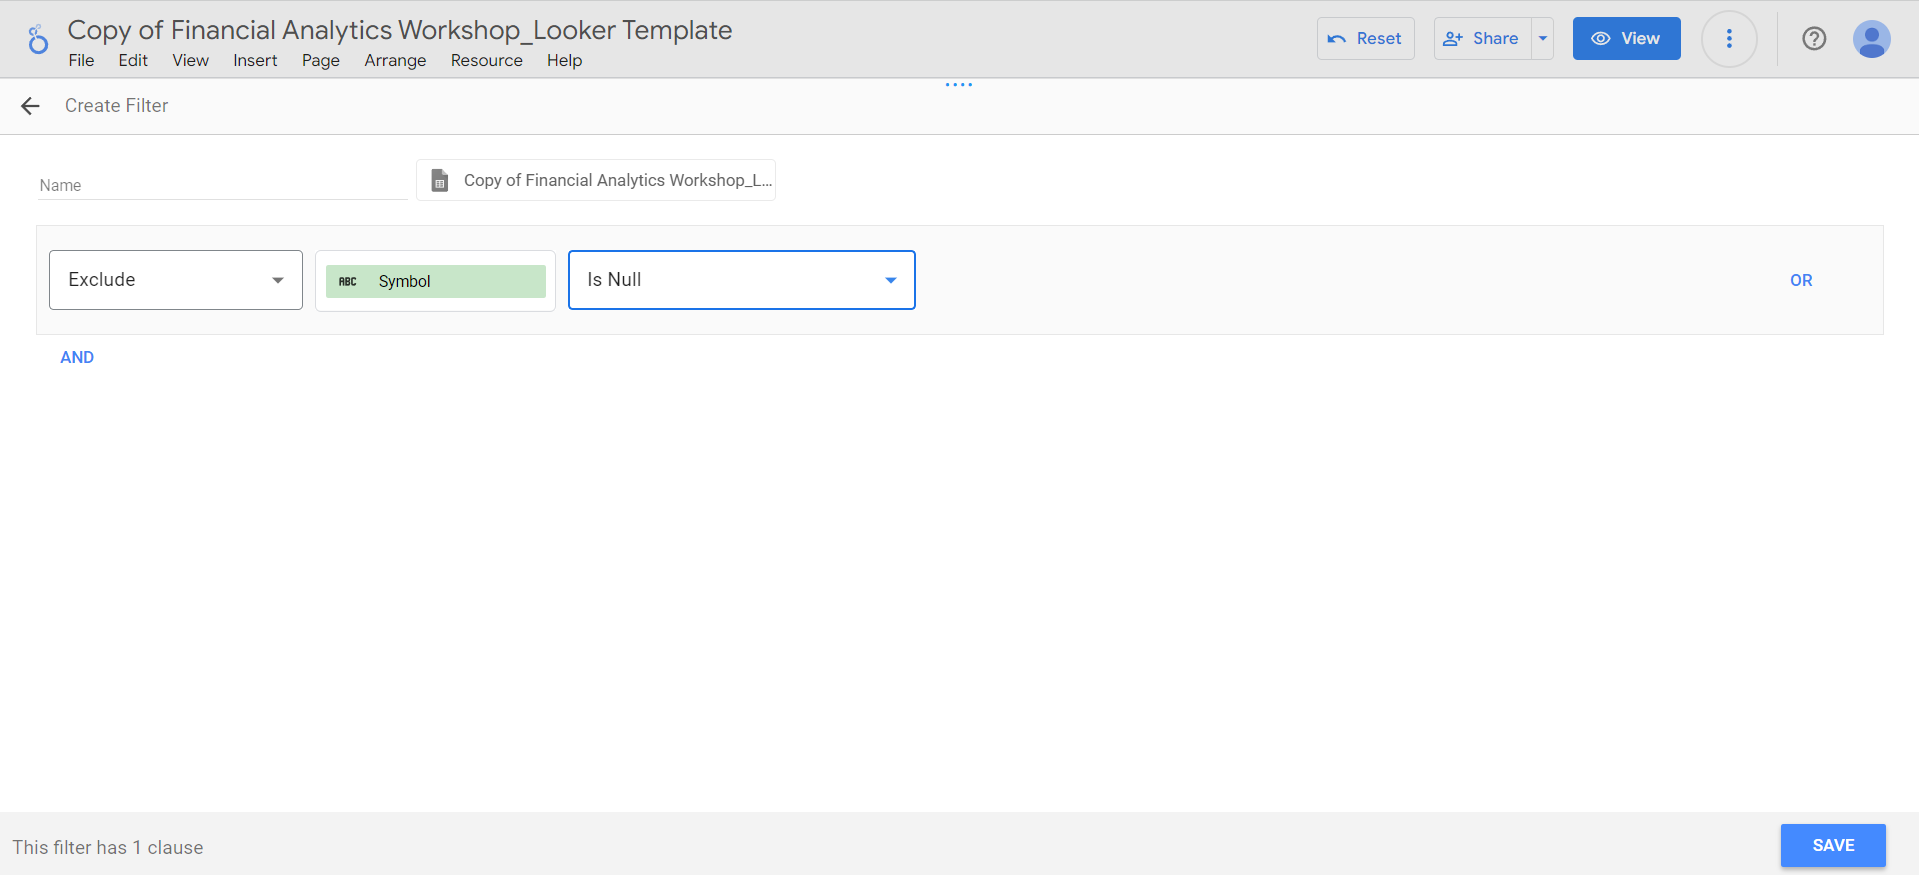 Copy of Financial Analytics Workshop_Looker Template
File Edit View Insert Page Arrange Resource Help
Reset
Share
View
Create Filter
Name
Copy of Financial Analytics Workshop_L...
Exclude
ABC Symbol
Is Null
OR
AND
This filter has 1 clause
SAVE